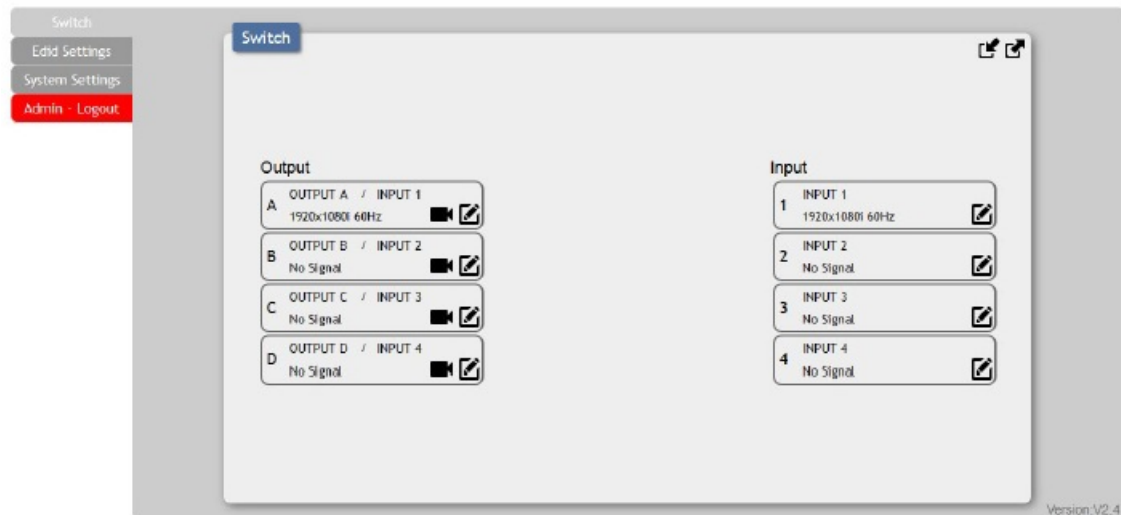 Switch
Edid Settings
System Settings
Admin - Logout
Switch
Output
A OUTPUT A / INPUT 1
1920x1080i 60Hz
B OUTPUT B / INPUT 2
No Signal
C OUTPUT C / INPUT 3
No Signal
D OUTPUT D / INPUT 4
No Signal
Input
1 INPUT 1
1920x1080i 60Hz
2 INPUT 2
No Signal
3 INPUT 3
No Signal
4 INPUT 4
No Signal
Version:V2.4